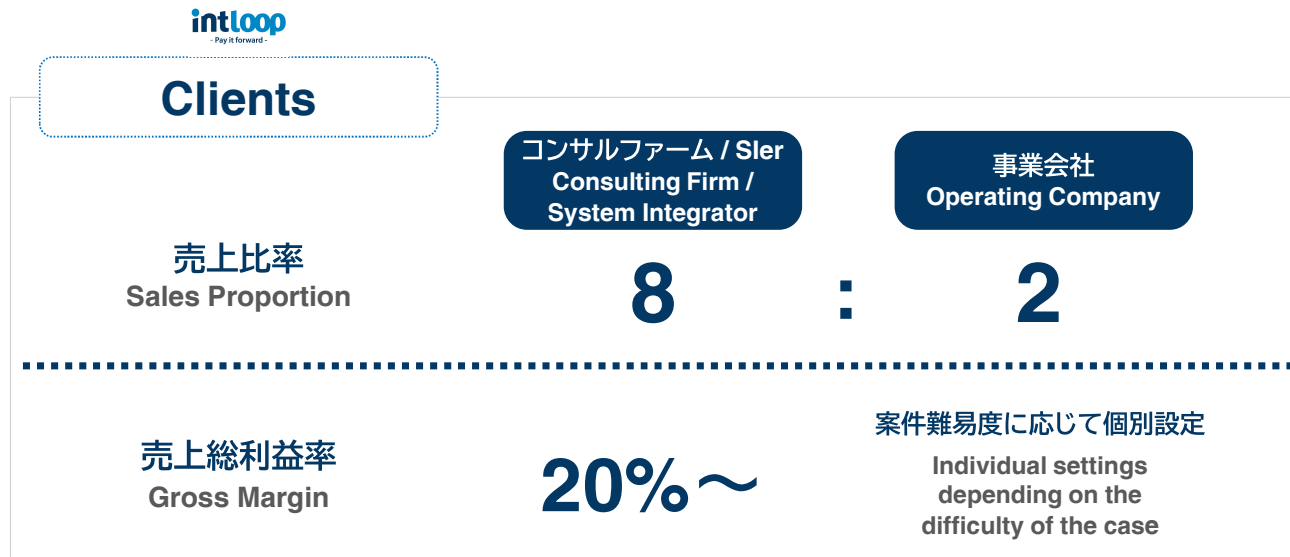 intloop
- Pay it forward -
Clients
コンサルファーム / SIer
Consulting Firm /
System Integrator
事業会社
Operating Company
売上比率
Sales Proportion
8 : 2
売上総利益率
Gross Margin
20%～
案件難易度に応じて個別設定
Individual settings
depending on the
difficulty of the case